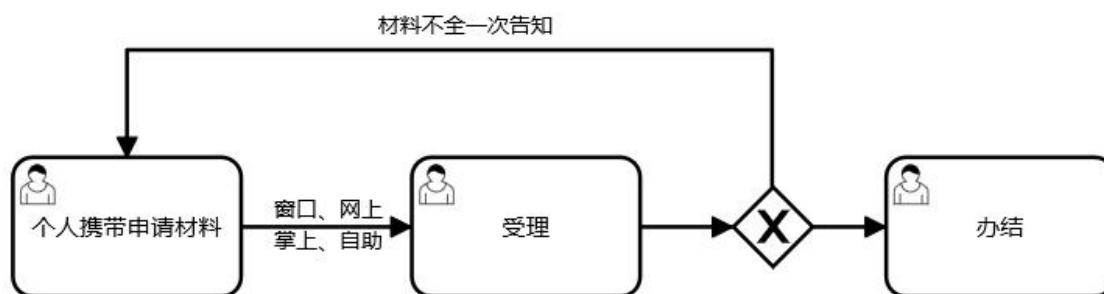 材料不全一次告知
个人携带申请材料
窗口、网上
掌上、自助
受理
X
办结